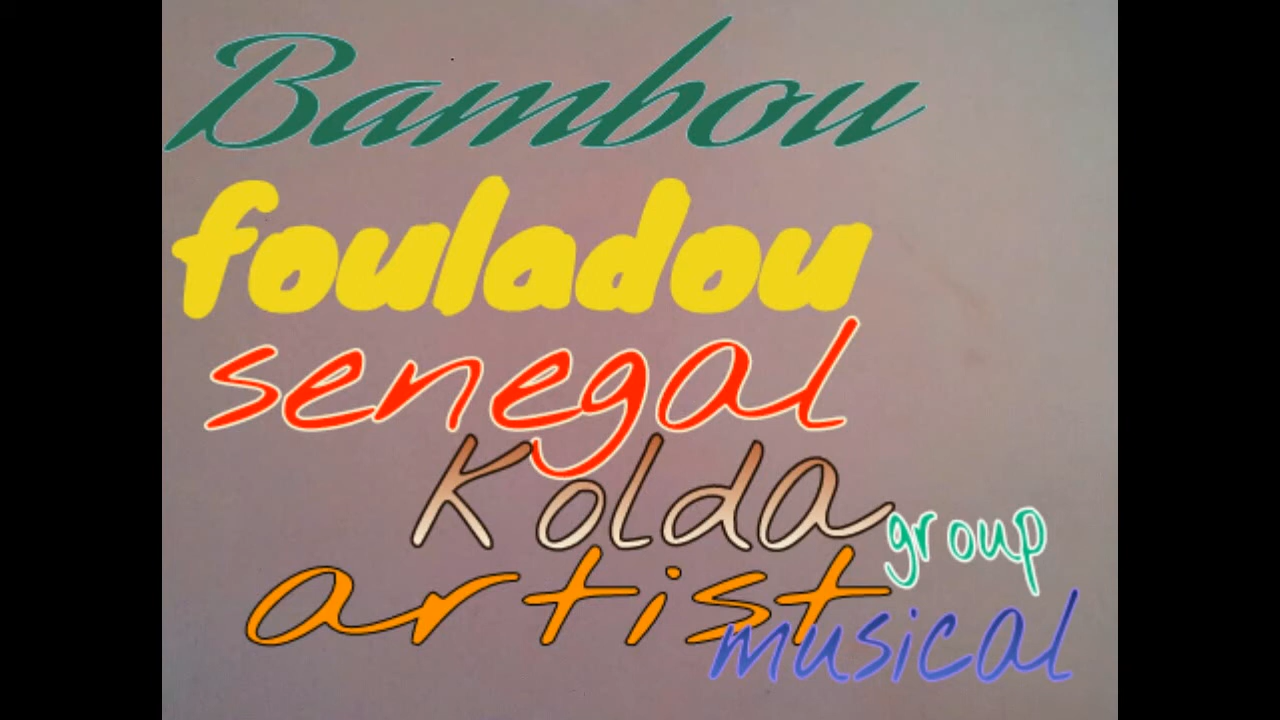 Bambou
fouladou
senegal
Kolda
group
artist
musical